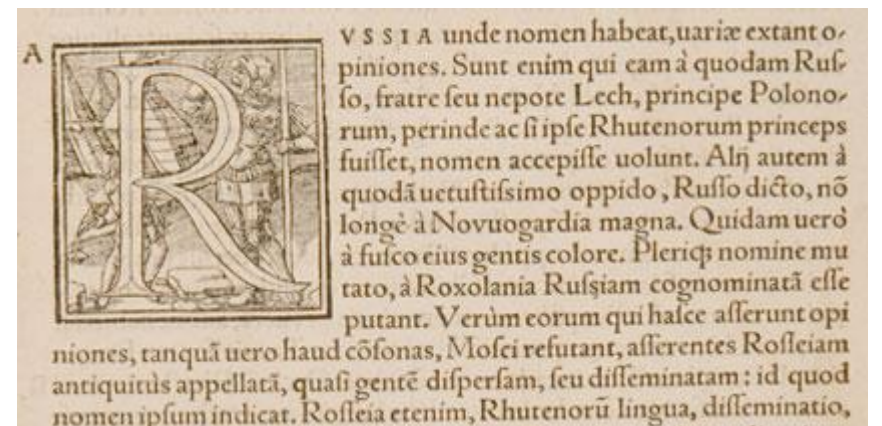 A
RVSSIA unde nomen habeat, uariæ extant o-
piniones. Sunt enim qui eam à quodam Ruſ-
ſo, fratre ſeu nepote Lech, principe Polono-
rum, perinde ac ſi ipſe Rhutenorum princeps
fuiſſet, nomen accepiſſe uolunt. Alij autem à
quodã uetuſtiſsimo oppido, Ruſſo dicto, nõ
longè à Novuogardia magna. Quidam uerò
à fuſco eius gentis colore. Pleriqꝫ nomine mu
tato, à Roxolania Ruſsiam cognominatã eſſe
putant. Verùm eorum qui haſce aſſerunt opi
niones, tanquã uero haud cõſonas, Moſci refutant, aſſerentes Roſſeiam
antiquitùs appellatã, quaſi gentẽ diſperſam, ſeu diſſeminatam: id quod
nomen ipſum indicat. Roſſeia etenim, Rhutenorũ lingua, diſſeminatio,